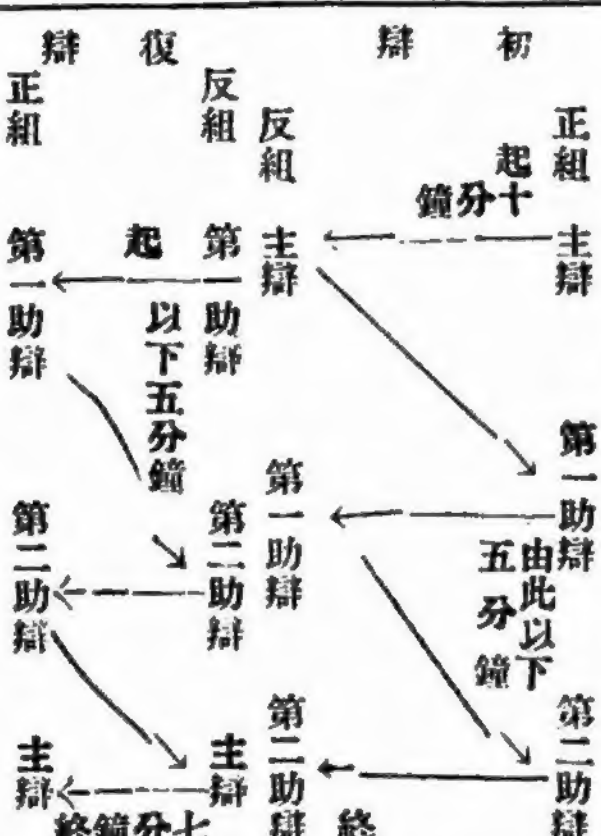 初辯
正組
起
十分鐘
主辯
第一助辯
由此以下
五分鐘
第二助辯
反組
主辯
第一助辯
第二助辯
終
復辯
反組
第助辯
起
以下五分鐘
第二助辯
主辯
七分鐘終
正組
第一助辯
第二助辯
主辯